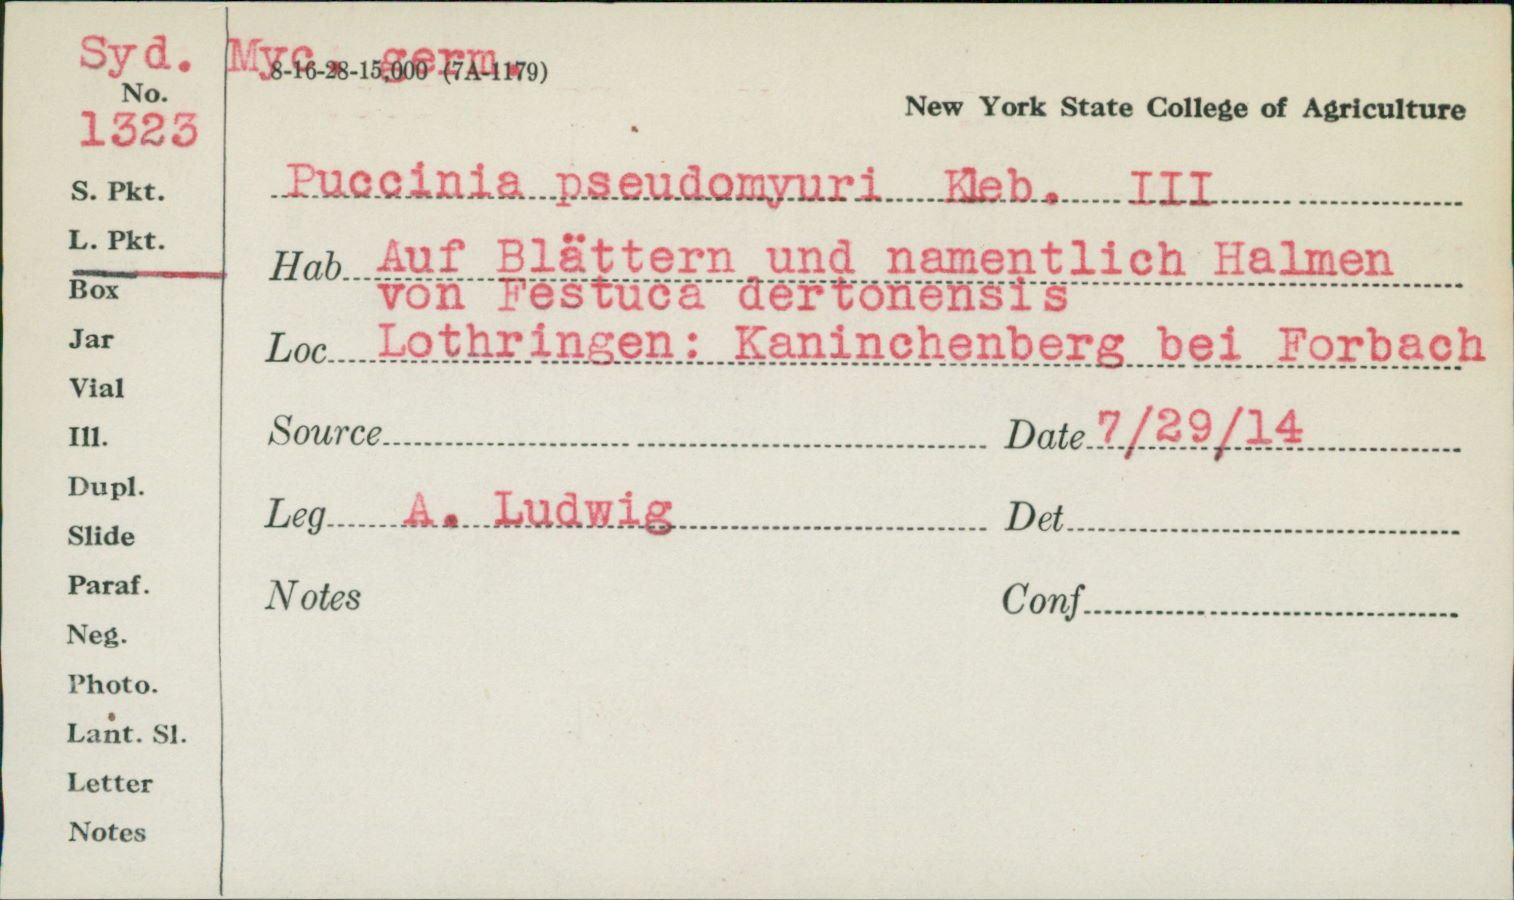 Syd. Myc. germ.
8-16-28-15,000 (7A-1179)
No.
1323
New York State College of Agriculture
Puccinia pseudomyuri Kleb. III
S. Pkt.
L. Pkt.
Hab. Auf Blättern und namentlich Halmen
von Festuca dertonensis
Box
Jar
Loc. Lothringen: Kaninchenberg bei Forbach
Vial
Ill.
Source Date 7/29/14
Dupl.
Slide
Leg. A. Ludwig Det.
Paraf.
Notes Conf.
Neg.
Photo.
Lant. Sl.
Letter
Notes